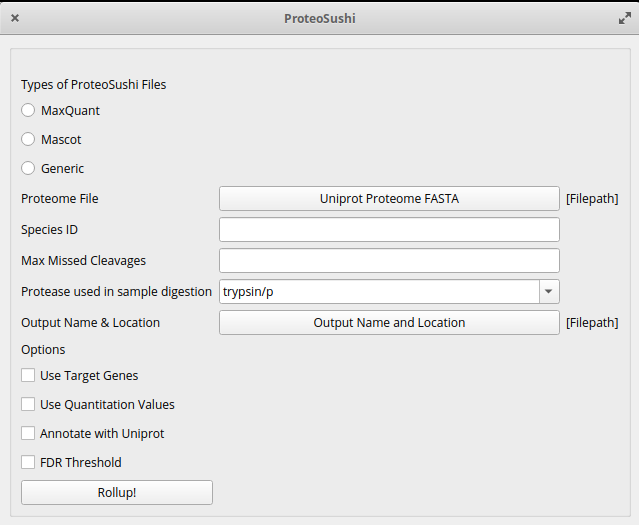 ProteoSushi
Types of ProteoSushi Files
MaxQuant
Mascot
Generic
Proteome File Uniprot Proteome FASTA [Filepath]
Species ID
Max Missed Cleavages
Protease used in sample digestion trypsin/p
Output Name & Location Output Name and Location [Filepath]
Options
Use Target Genes
Use Quantitation Values
Annotate with Uniprot
FDR Threshold
Rollup!